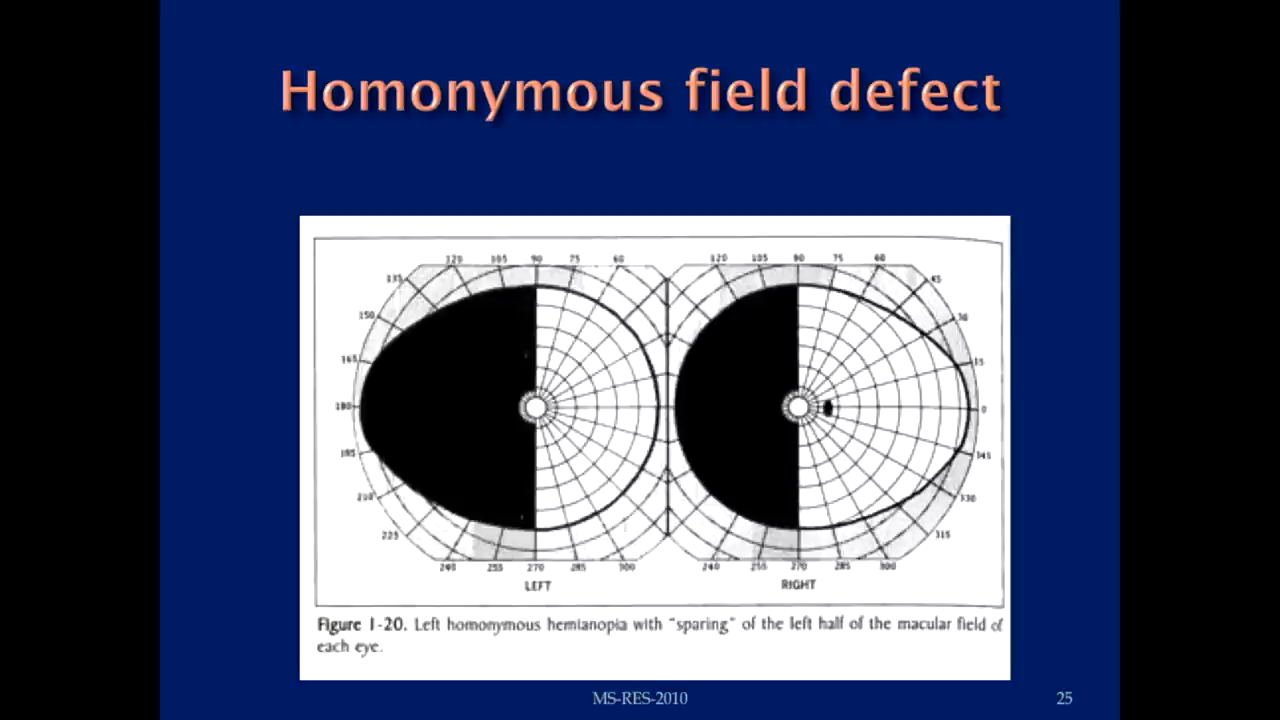 Homonymous field defect
120 105 90 75 60 120 105 90 75 60
135 45
150 30
165 15
180 0
195 345
210 330
225 315
240 255 270 285 300 240 255 270 285 300
LEFT RIGHT
Figure 1-20. Left homonymous hemianopia with "sparing" of the left half of the macular field of
each eye.
MS-RES-2010 25